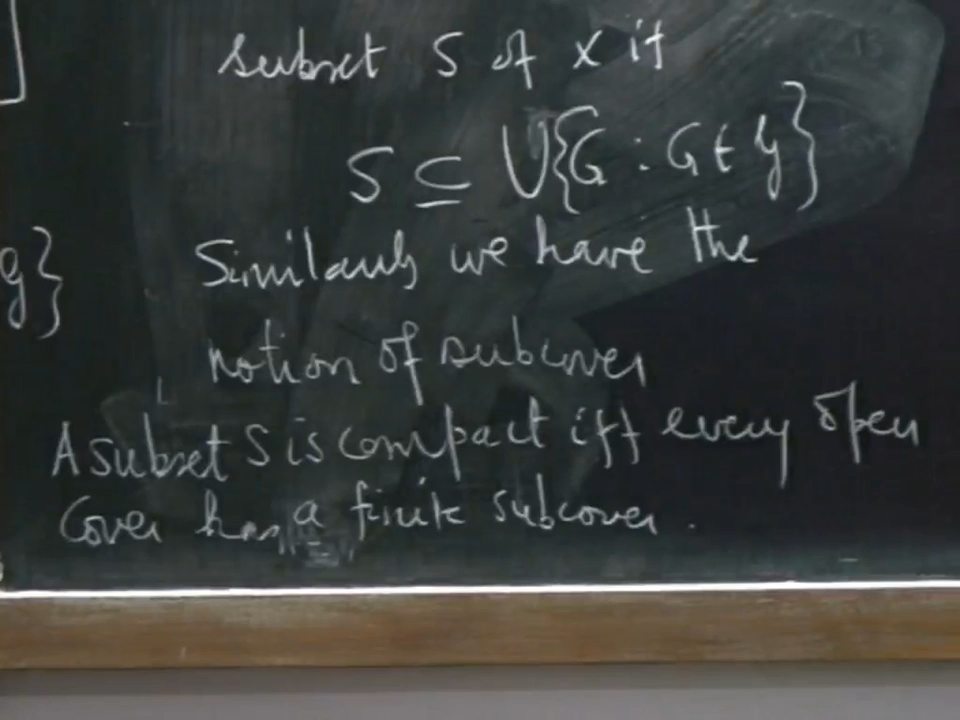 subset S of X if
S ⊆ ∪{G : G ∈ 𝒢}
𝒢}
Similarly we have the
notion of subcover
A subset S is compact iff every open
cover has a finite subcover.